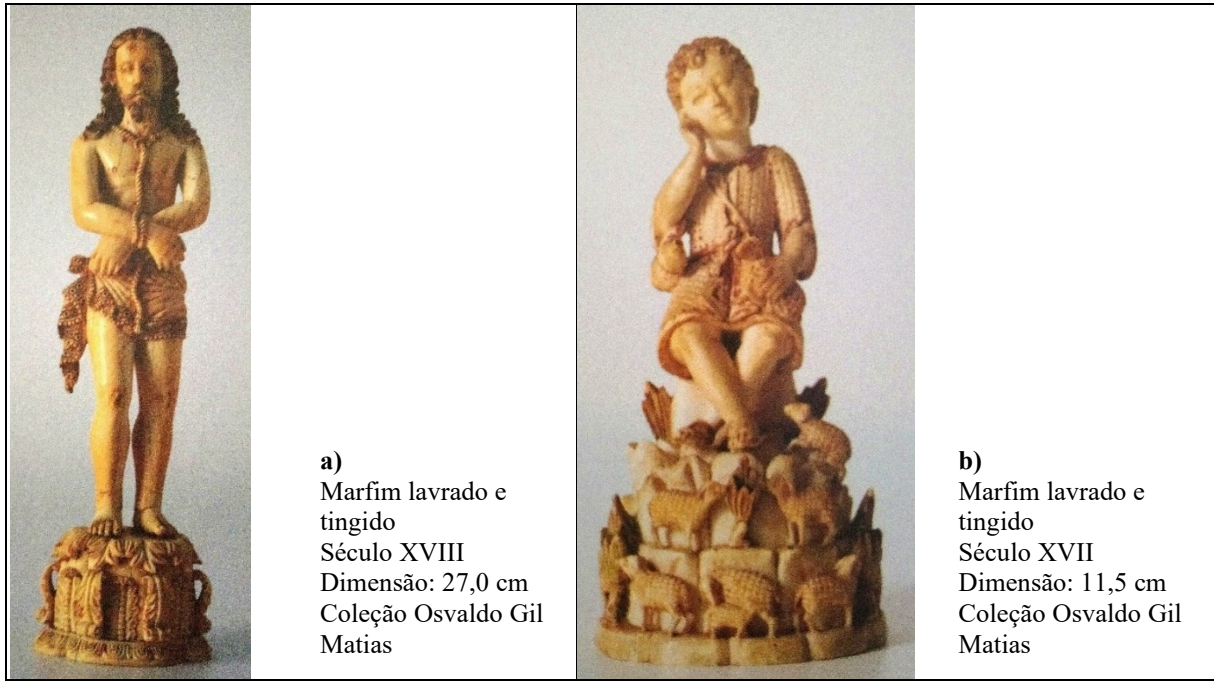 a)
Marfim lavrado e
tingido
Século XVIII
Dimensão: 27,0 cm
Coleção Osvaldo Gil
Matias
b)
Marfim lavrado e
tingido
Século XVII
Dimensão: 11,5 cm
Coleção Osvaldo Gil
Matias